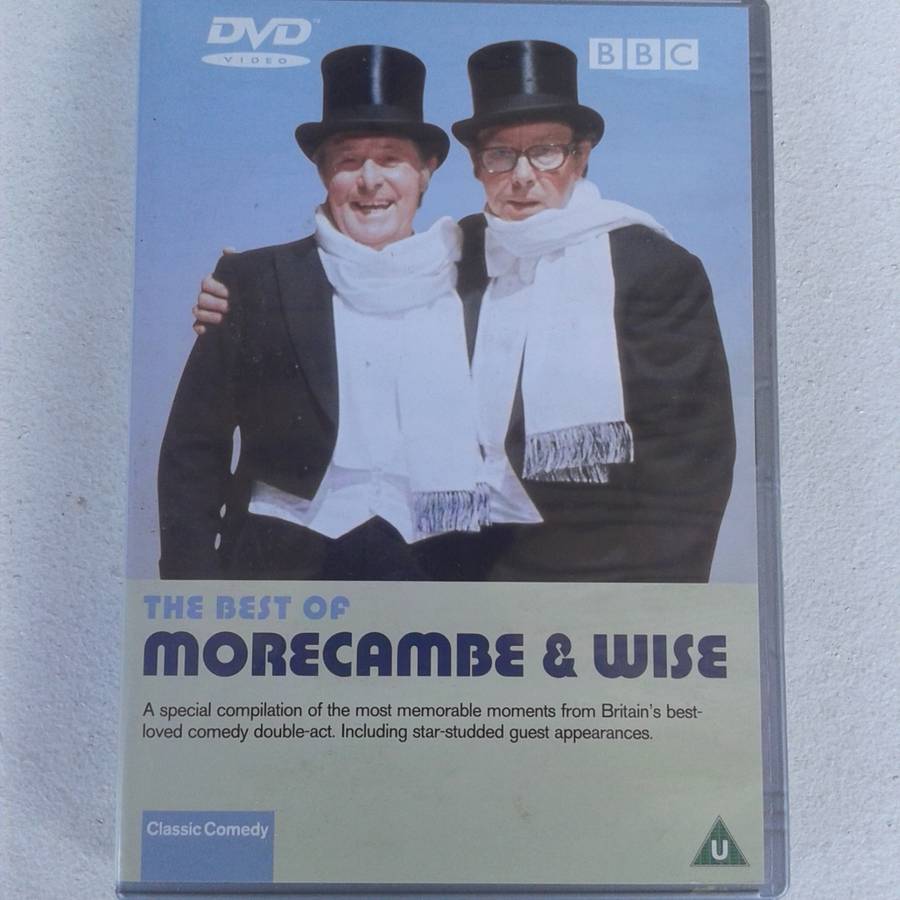 DVD
VIDEO
BBC
THE BEST OF
MORECAMBE & WISE
A special compilation of the most memorable moments from Britain's best-
loved comedy double-act. Including star-studded guest appearances.
Classic Comedy
U